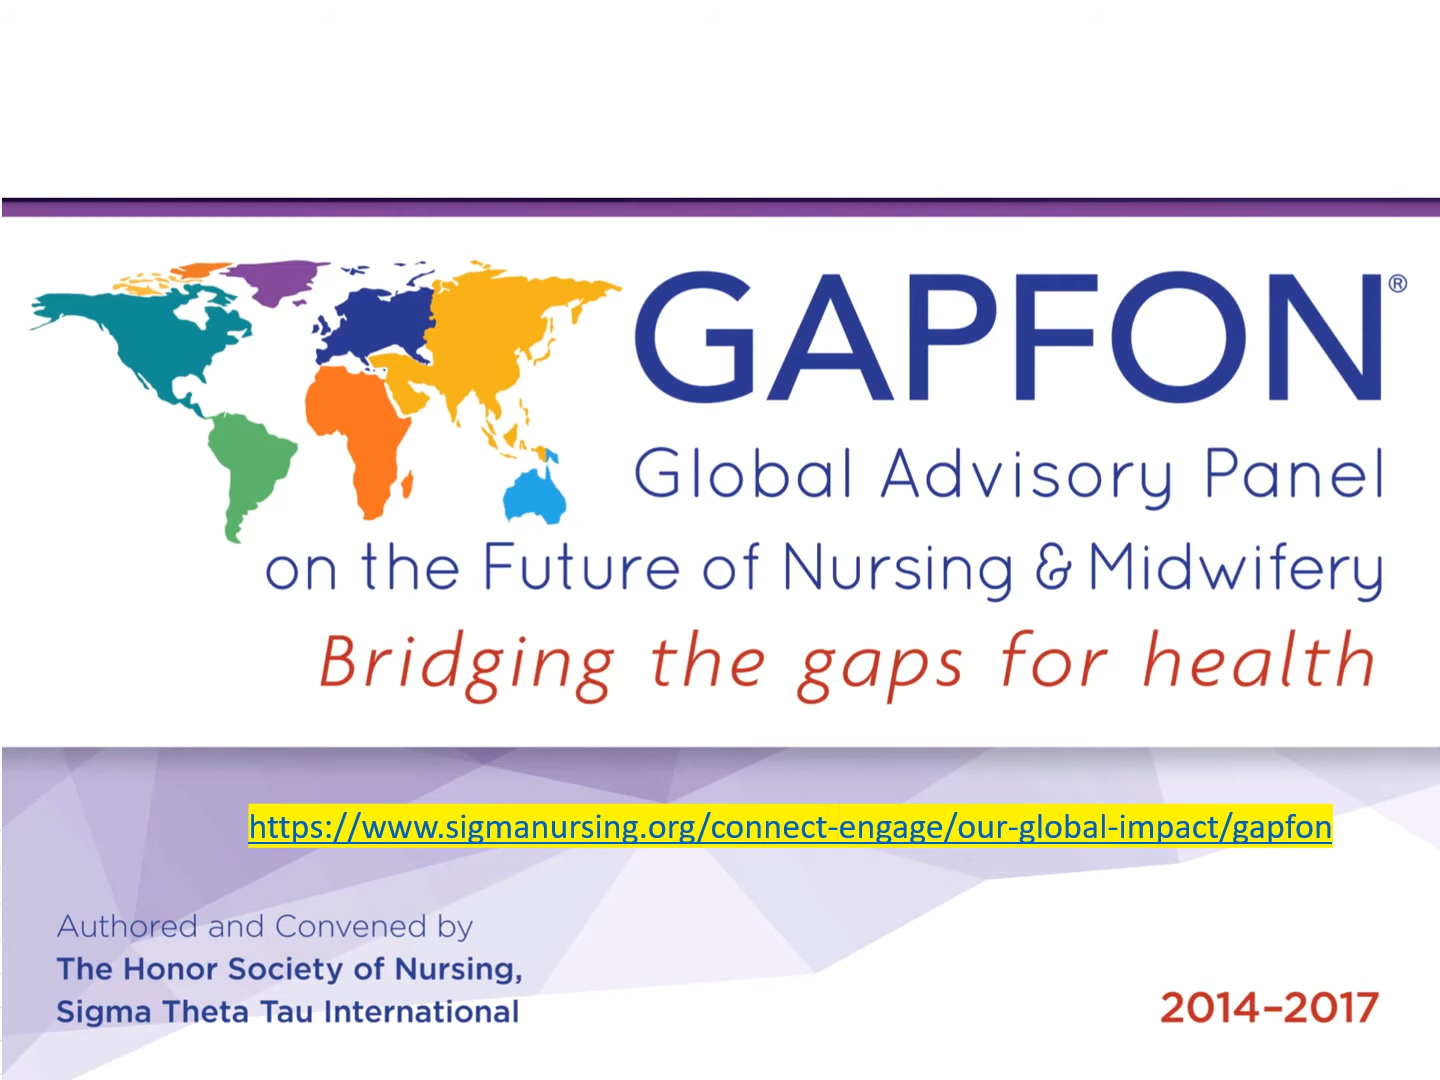 GAPFON®
Global Advisory Panel
on the Future of Nursing & Midwifery
Bridging the gaps for health
https://www.sigmanursing.org/connect-engage/our-global-impact/gapfon
Authored and Convened by
The Honor Society of Nursing,
Sigma Theta Tau International
2014–2017